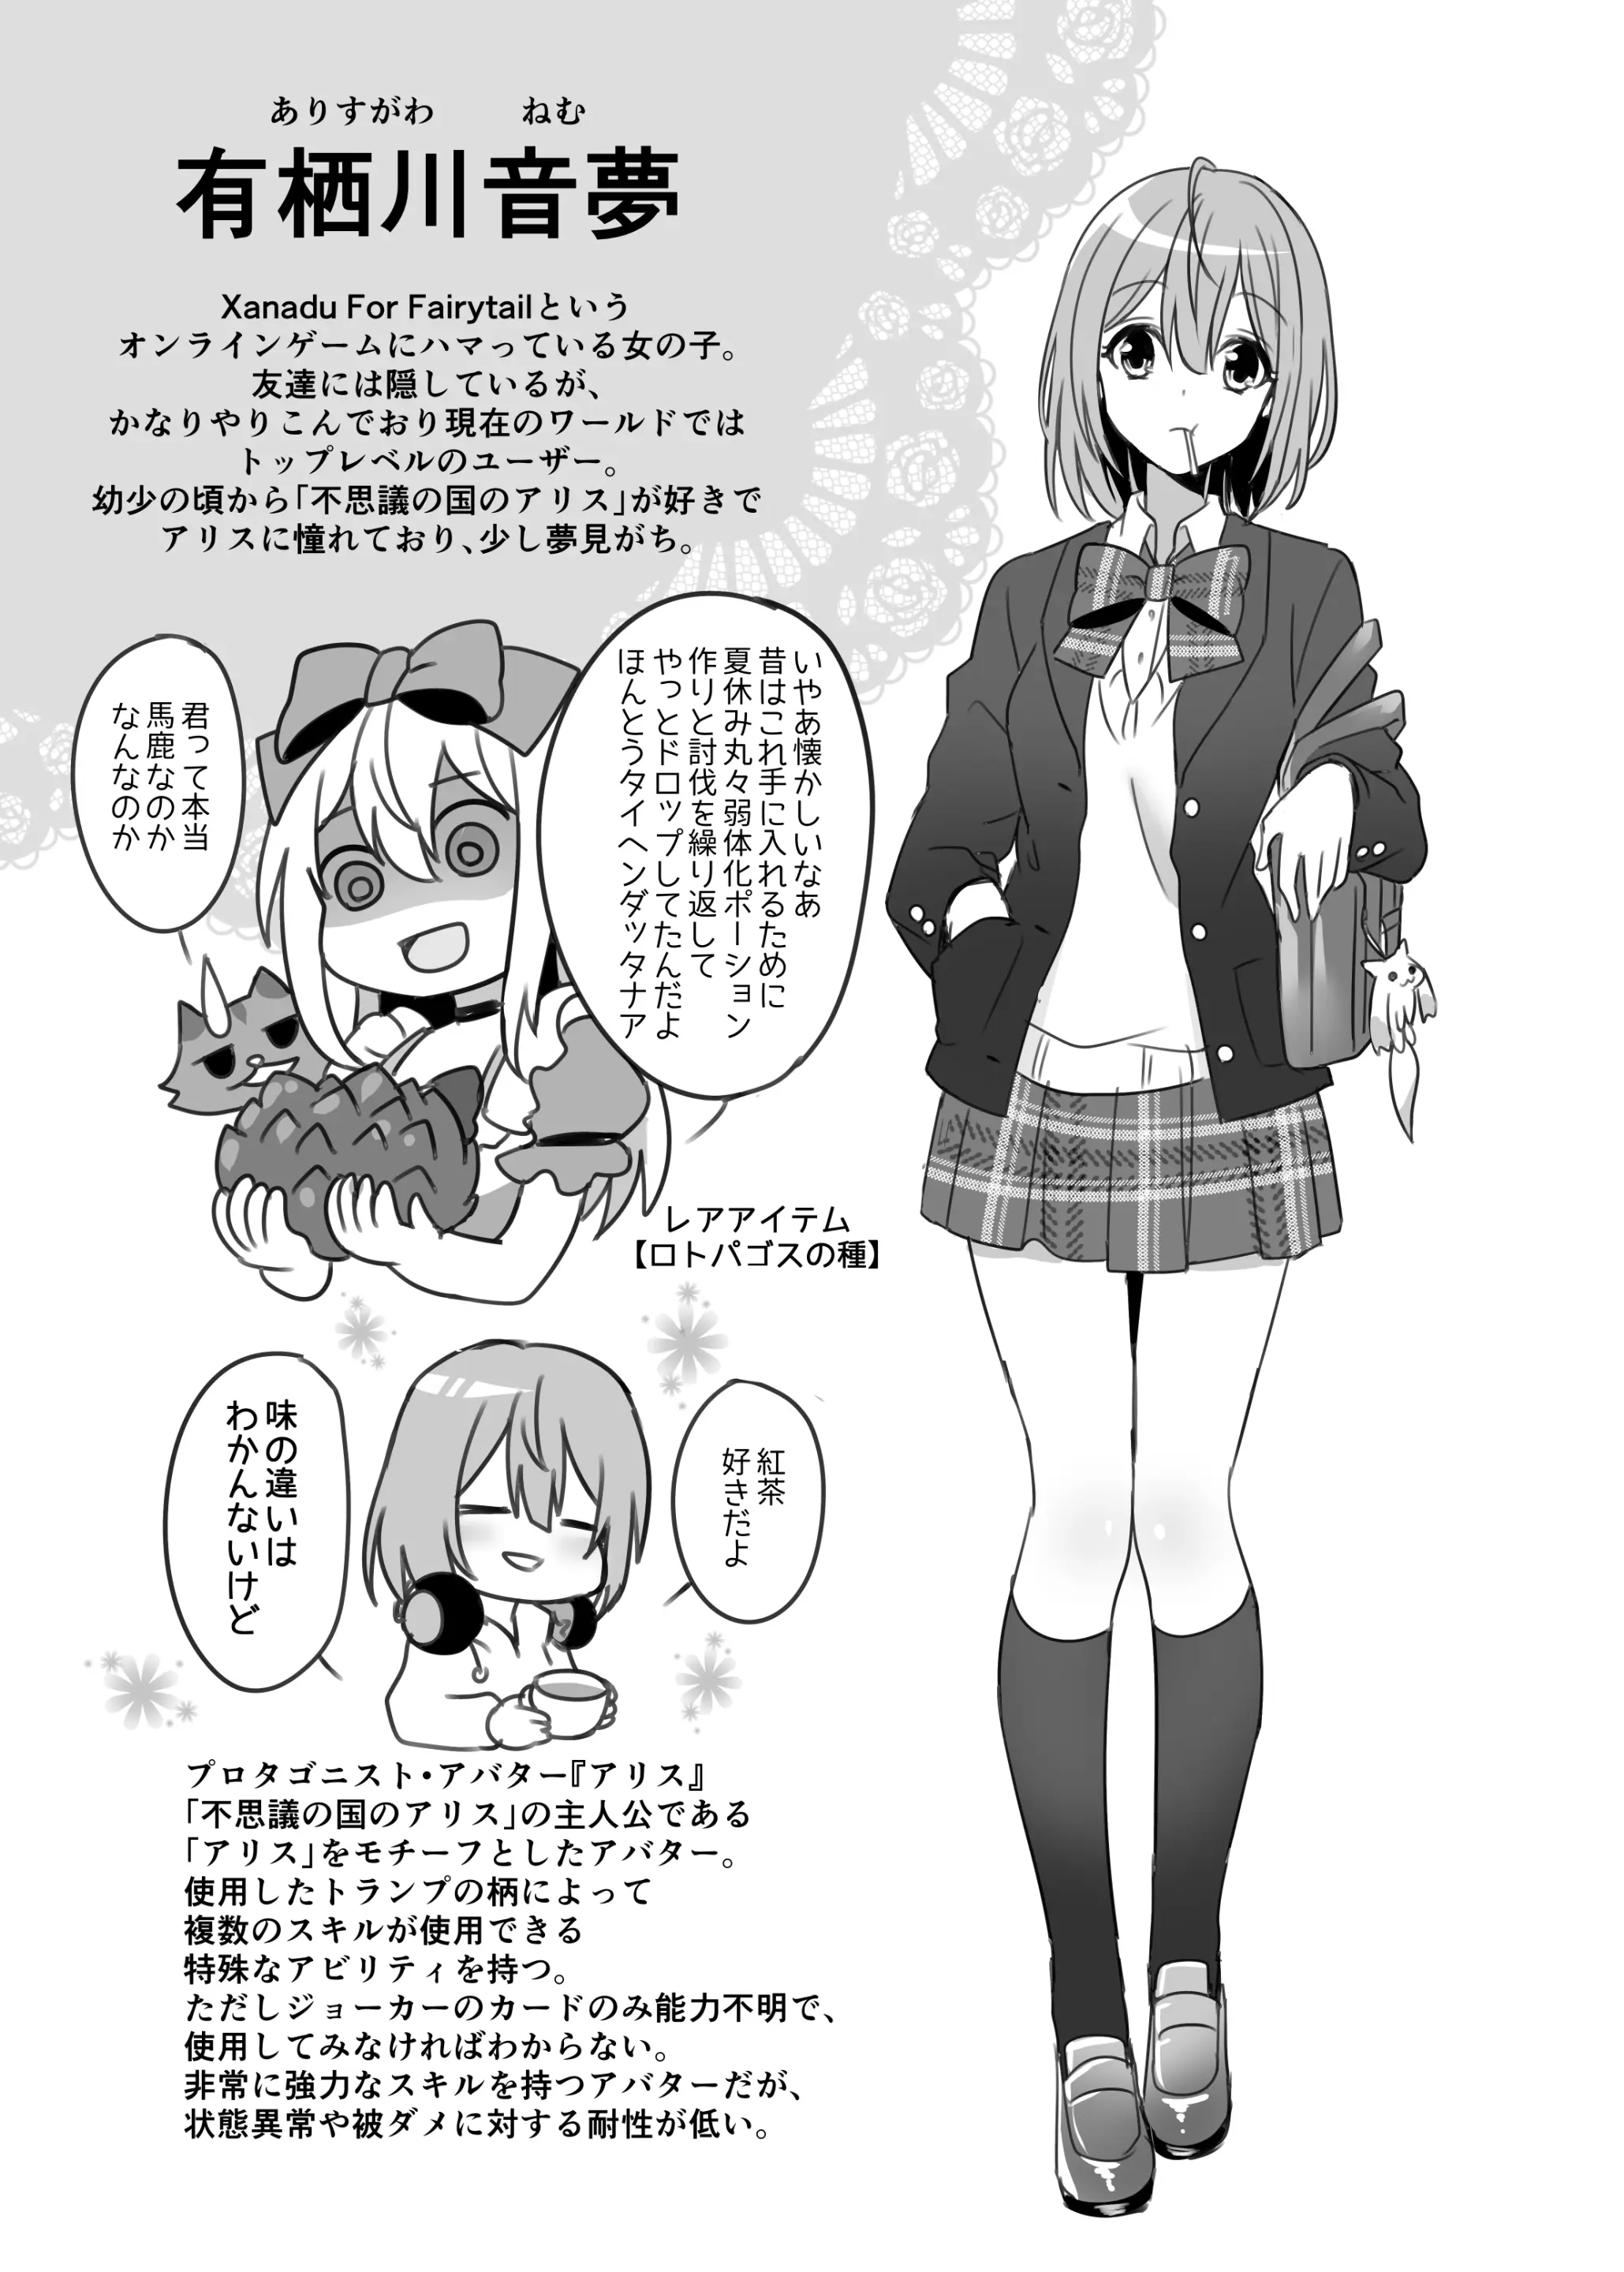 ありすがわ ねむ
有栖川音夢
Xanadu For Fairytailという
オンラインゲームにハマっている女の子。
友達には隠しているが、
かなりやりこんでおり現在のワールドでは
トップレベルのユーザー。
幼少の頃から「不思議の国のアリス」が好きで
アリスに憧れており、少し夢見がち。
いやあ懐かしいなあ
昔はこれ手に入れるために
夏休み丸々弱体化ポーション
作りと討伐を繰り返して
やっとドロップしてたんだよ
ほんとうタイヘンダッタナア
君って本当
馬鹿なのか
なんなのか
レアアイテム
【ロトパゴスの種】
紅茶
好きだよ
味の違いは
わかんないけど
プロタゴニスト・アバター『アリス』
「不思議の国のアリス」の主人公である
「アリス」をモチーフとしたアバター。
使用したトランプの柄によって
複数のスキルが使用できる
特殊なアビリティを持つ。
ただしジョーカーのカードのみ能力不明で、
使用してみなければわからない。
非常に強力なスキルを持つアバターだが、
状態異常や被ダメに対する耐性が低い。